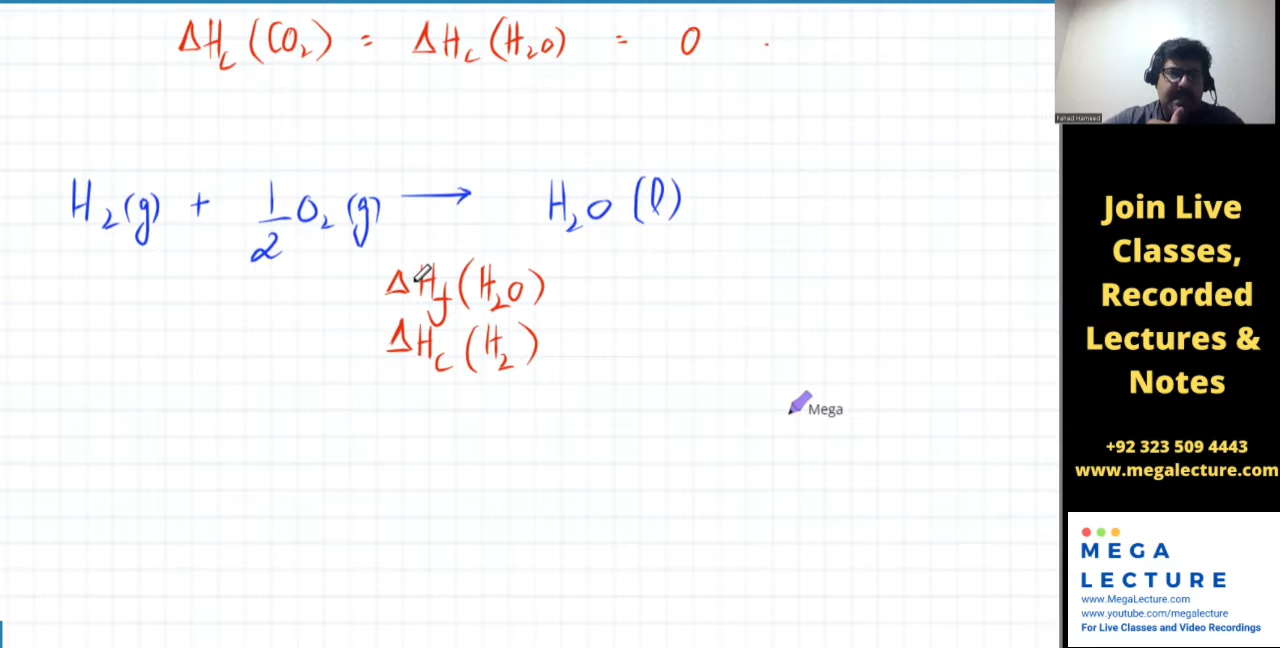 ΔHc (CO₂) = ΔHc (H₂O) = 0 .
Fahad Hameed
H₂(g) + 1/2 O₂(g) → H₂O (l)
ΔHf (H₂O)
ΔHc (H₂)
Mega
Join Live
Classes,
Recorded
Lectures &
Notes
+92 323 509 4443
www.megalecture.com
MEGA
LECTURE
www.MegaLecture.com
www.youtube.com/megalecture
For Live Classes and Video Recordings